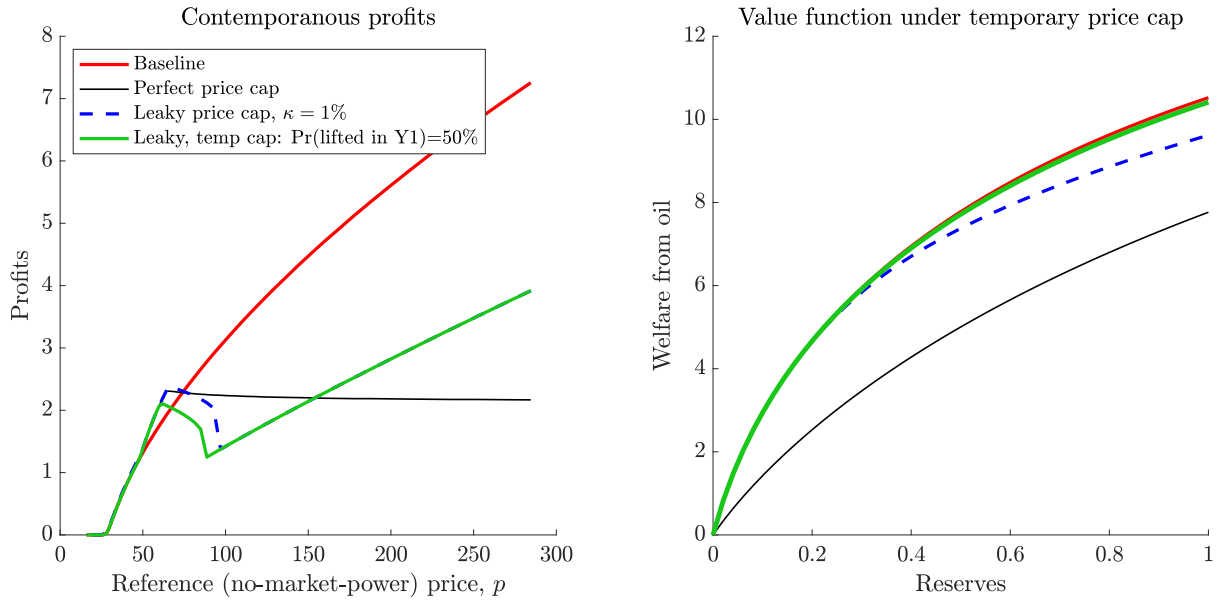 Contemporanous profits
8
7
6
5
4
3
2
1
0
Profits
Baseline
Perfect price cap
Leaky price cap, κ = 1%
Leaky, temp cap: Pr(lifted in Y1)=50%
0 50 100 150 200 250 300
Reference (no-market-power) price, p
Value function under temporary price cap
12
10
8
6
4
2
0
Welfare from oil
0 0.2 0.4 0.6 0.8 1
Reserves